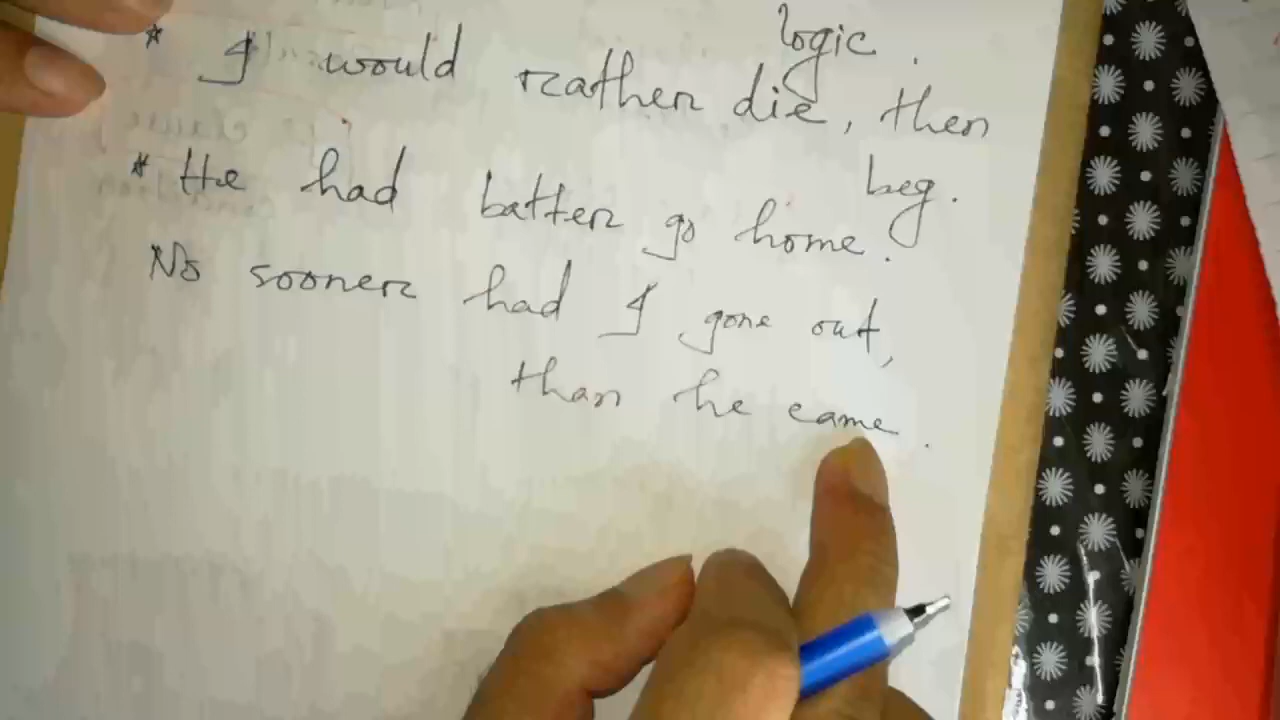 logic.
* I would rather die, then
beg.
* He had batter go home.
No sooner had I gone out,
than he came.